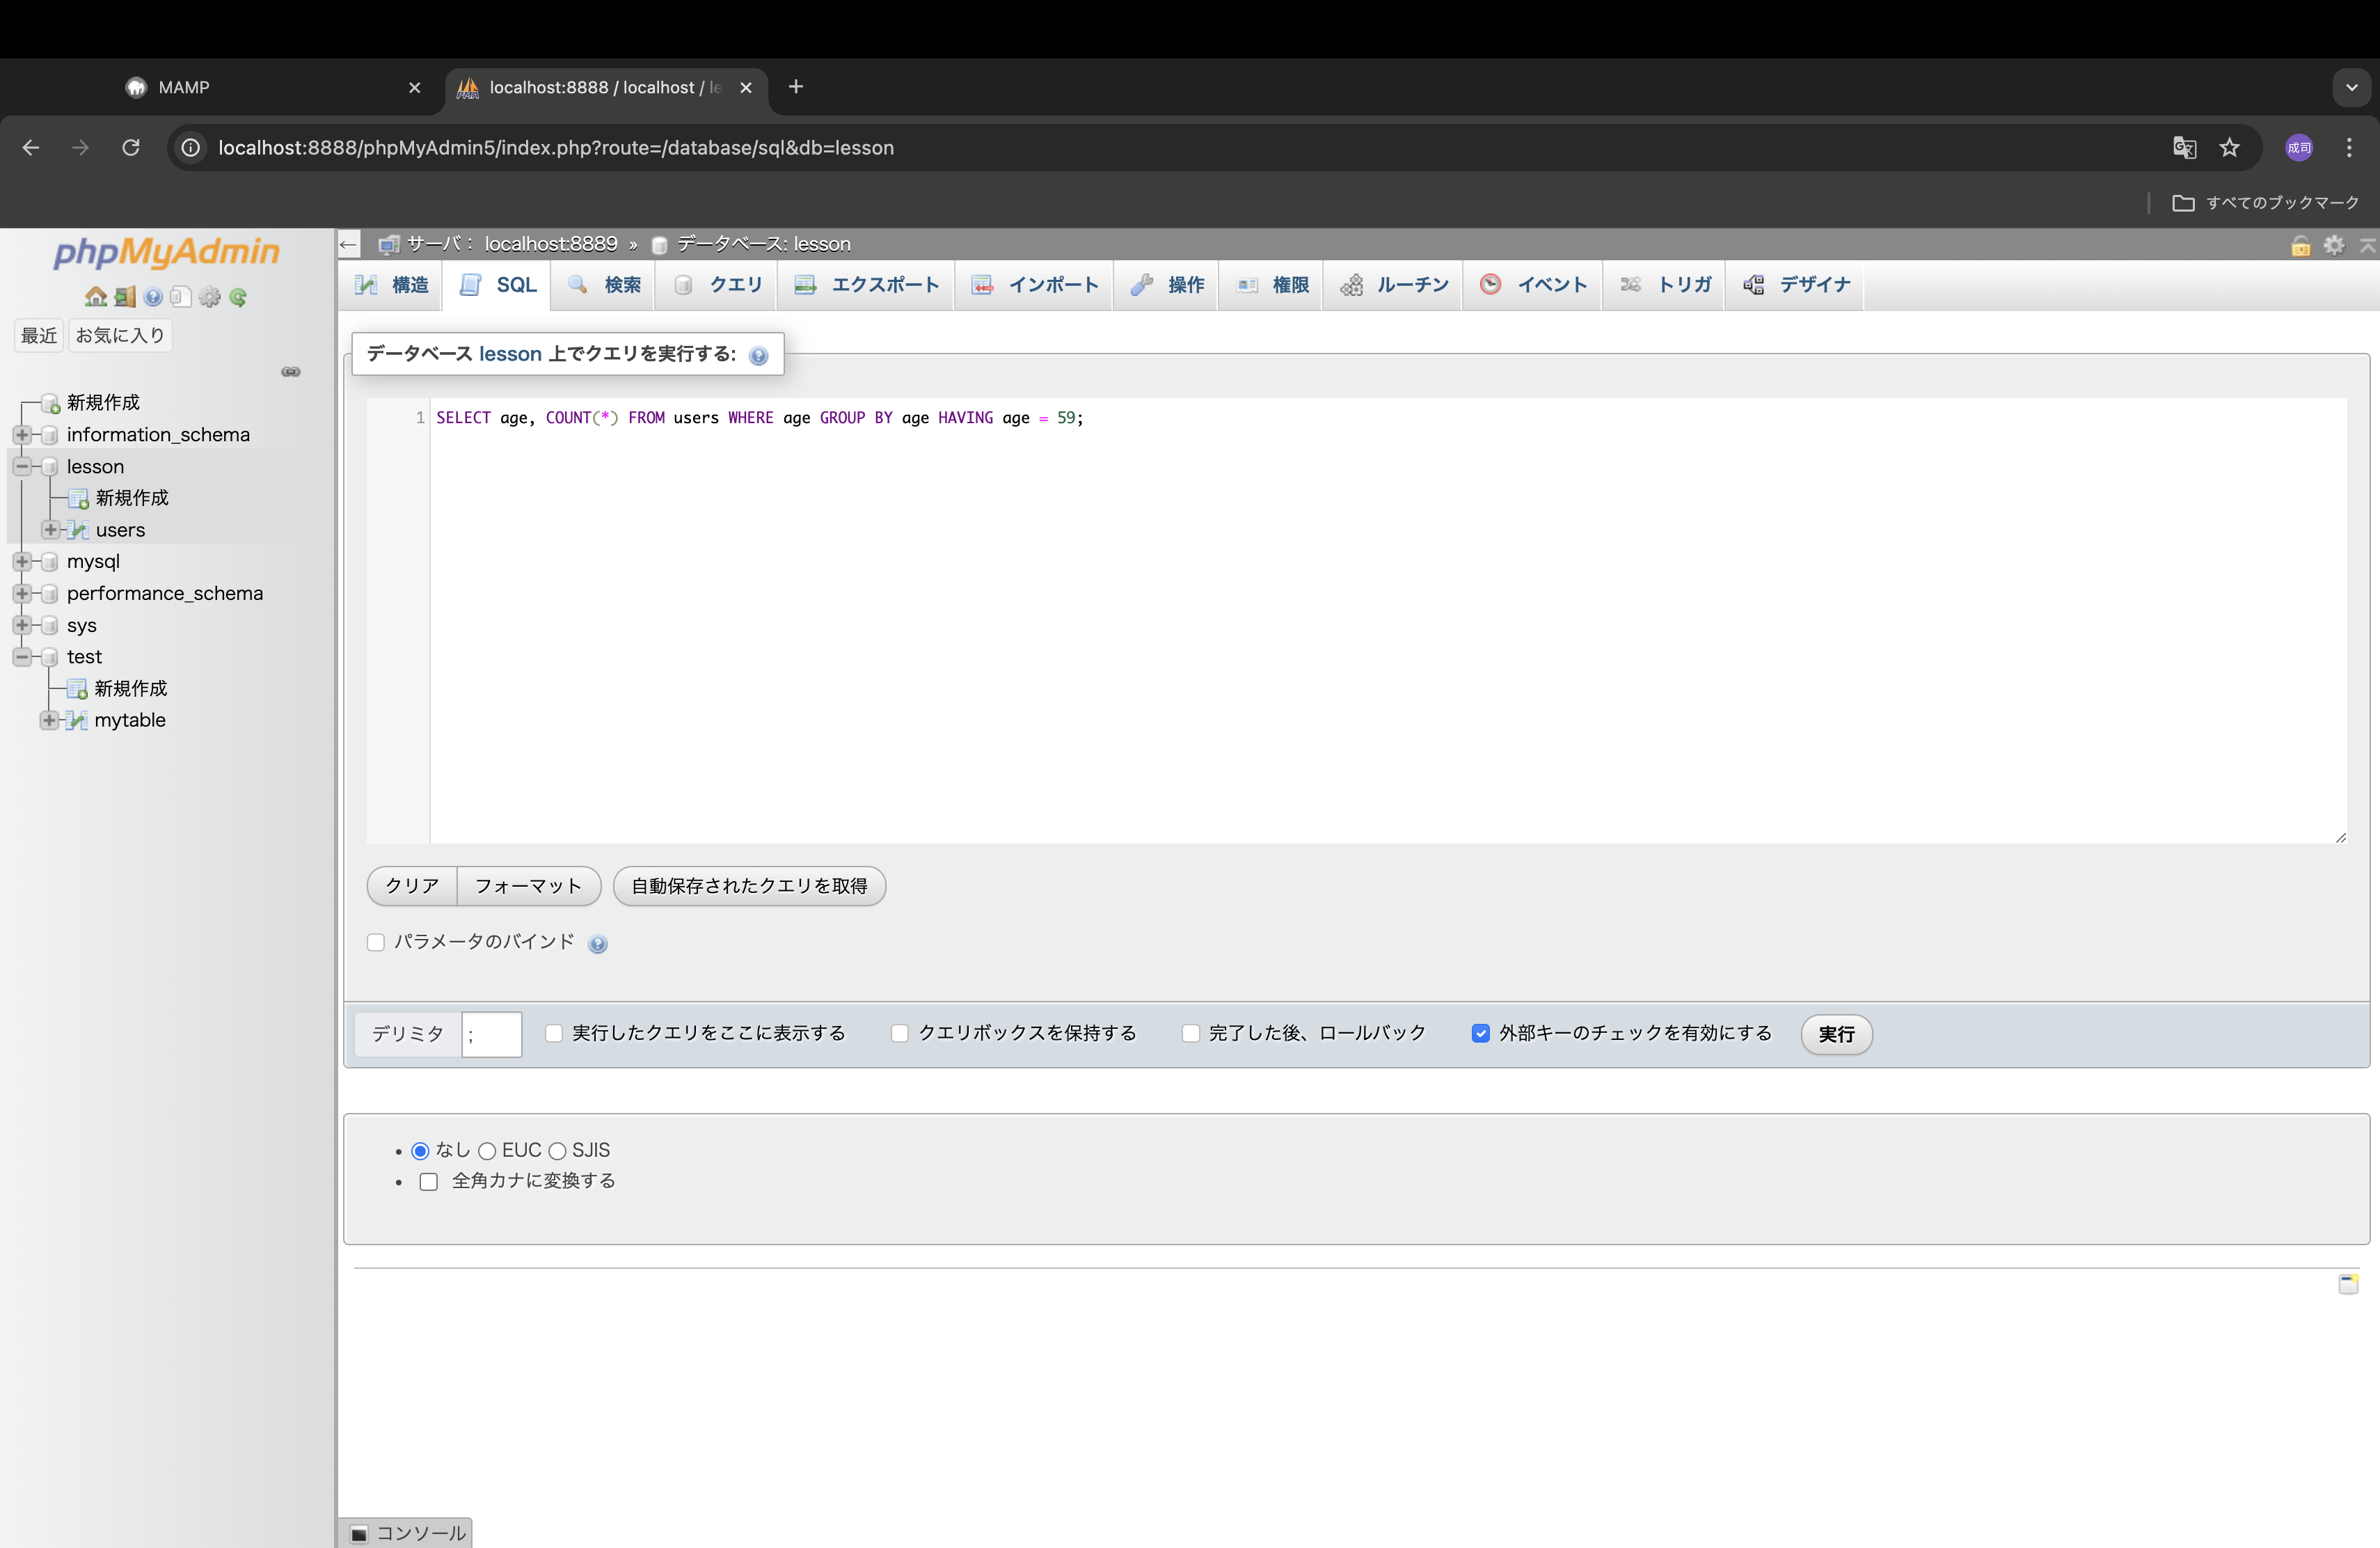 MAMP
localhost:8888 / localhost / le
localhost:8888/phpMyAdmin5/index.php?route=/database/sql&db=lesson
成司
すべてのブックマーク
phpMyAdmin
最近 お気に入り
新規作成
information_schema
lesson
新規作成
users
mysql
performance_schema
sys
test
新規作成
mytable
サーバ: localhost:8889 » データベース: lesson
構造 SQL 検索 クエリ エクスポート インポート 操作 権限 ルーチン イベント トリガ デザイナ
データベース lesson 上でクエリを実行する:
1 SELECT age, COUNT(*) FROM users WHERE age GROUP BY age HAVING age = 59;
クリア フォーマット 自動保存されたクエリを取得
パラメータのバインド
デリミタ ; 実行したクエリをここに表示する クエリボックスを保持する 完了した後、ロールバック 外部キーのチェックを有効にする 実行
なし EUC SJIS
全角カナに変換する
コンソール